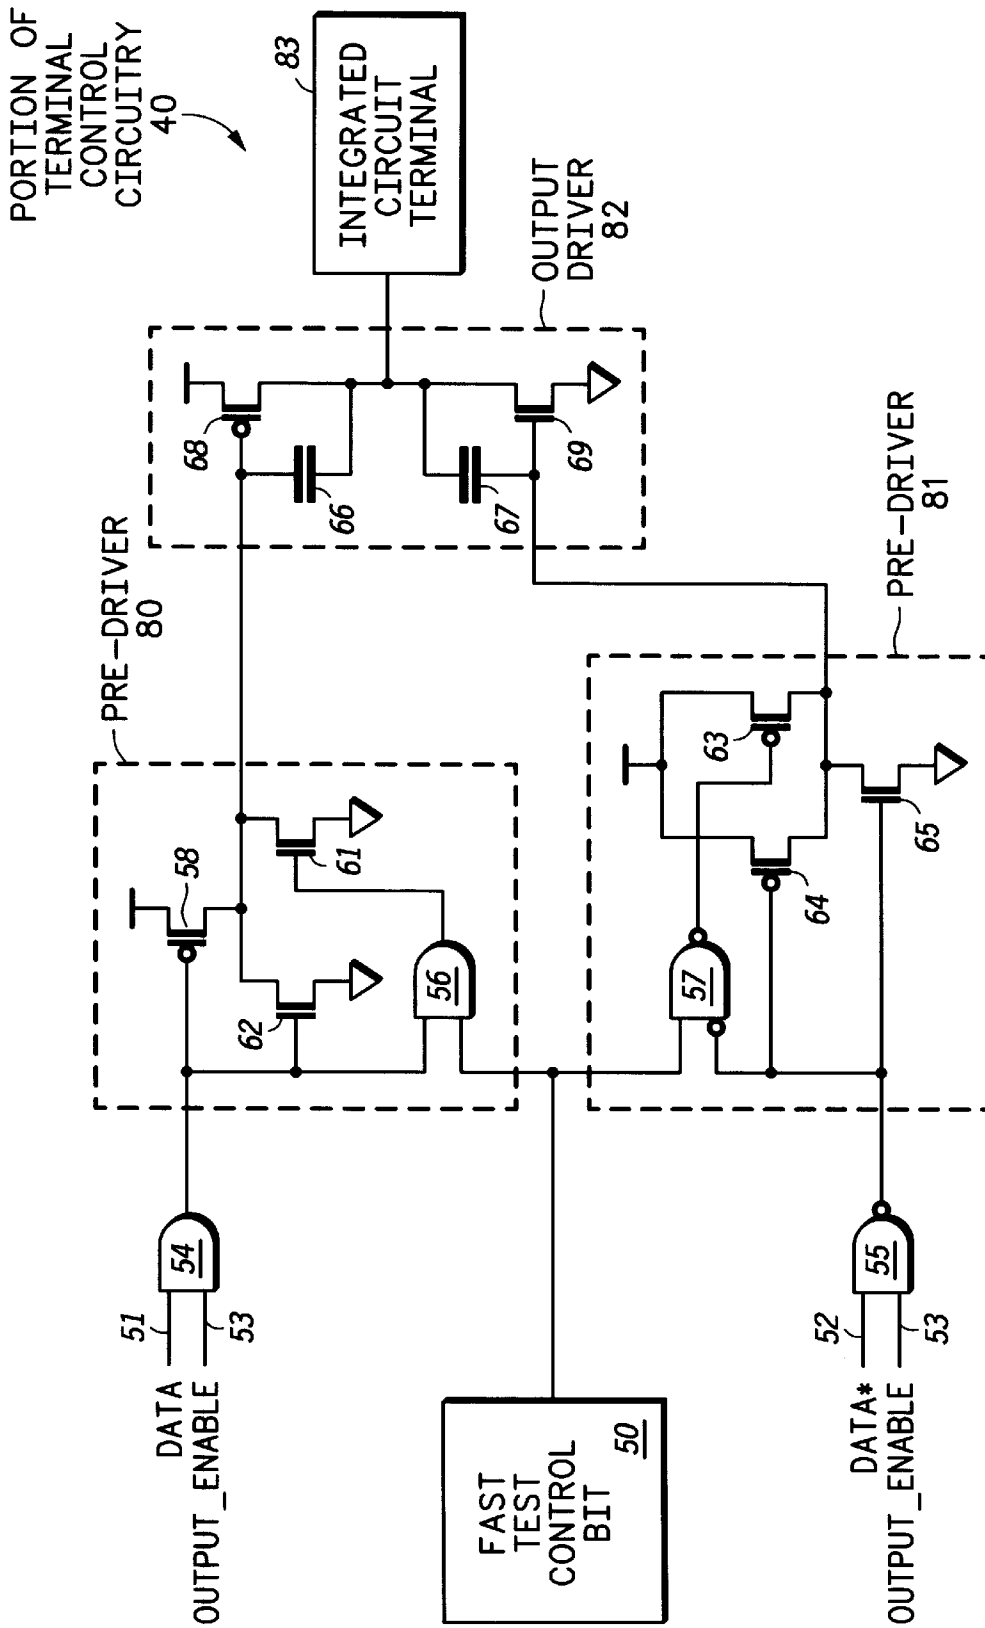 PORTION OF
TERMINAL
CONTROL
CIRCUITRY
40
83
INTEGRATED
CIRCUIT
TERMINAL
OUTPUT
DRIVER
82
68
66
67
69
PRE-DRIVER
80
58
61
62
56
PRE-DRIVER
81
63
64
65
57
DATA
OUTPUT_ENABLE
51
53
54
FAST
TEST
CONTROL
BIT
50
DATA*
OUTPUT_ENABLE
52
53
55